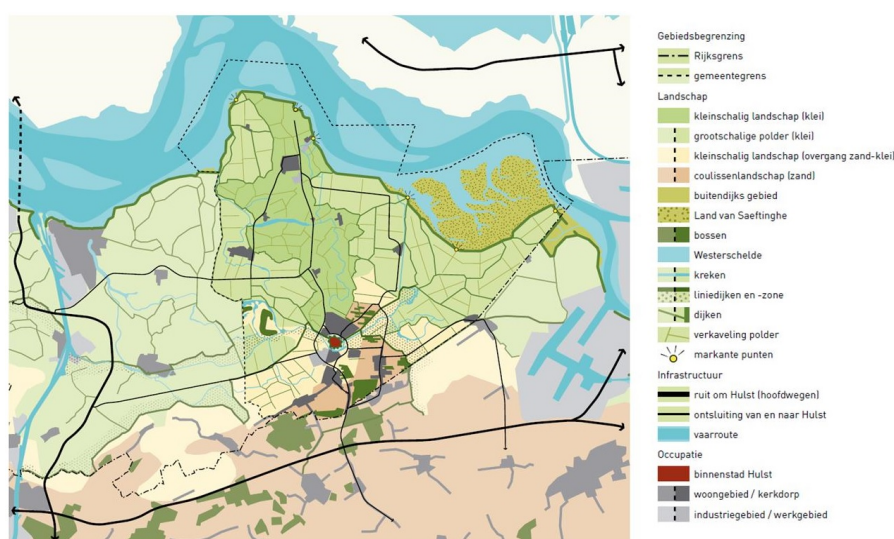 Gebiedsbegrenzing
Rijksgrens
gemeentegrens
Landschap
kleinschalig landschap (klei)
grootschalige polder (klei)
kleinschalig landschap (overgang zand-klei)
coulissenlandschap (zand)
buitendijks gebied
Land van Saeftinghe
bossen
Westerschelde
kreken
liniedijken en -zone
dijken
verkaveling polder
markante punten
Infrastructuur
ruit om Hulst (hoofdwegen)
ontsluiting van en naar Hulst
vaarroute
Occupatie
binnenstad Hulst
woongebied / kerkdorp
industriegebied / werkgebied